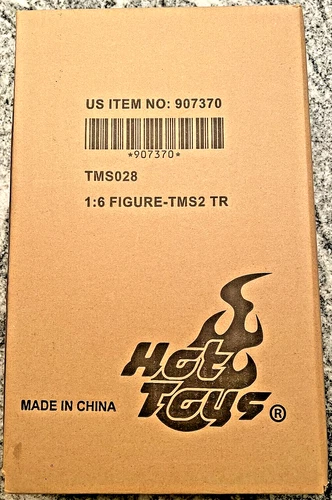 US ITEM NO: 907370
*907370*
TMS028
1:6 FIGURE-TMS2 TR
Hot
Toys®
MADE IN CHINA